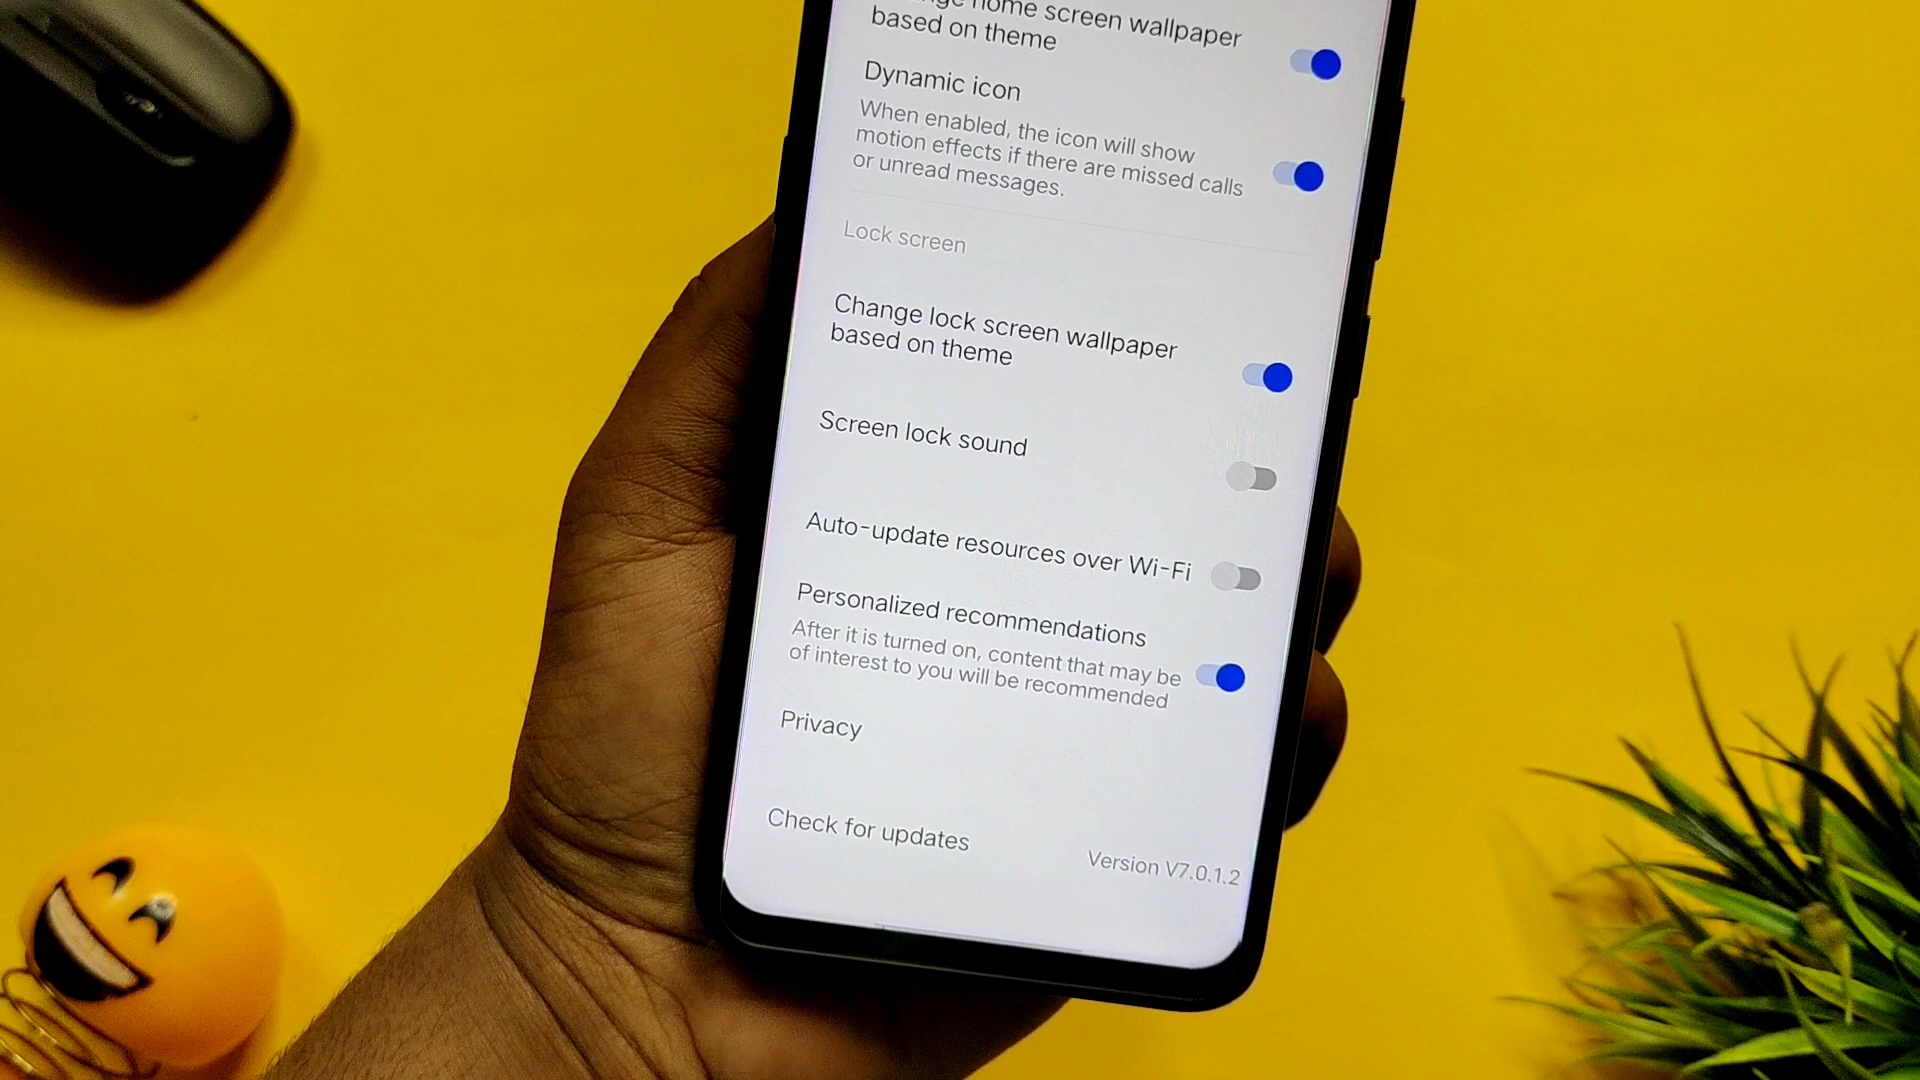 home screen wallpaper
based on theme
Dynamic icon
When enabled, the icon will show
motion effects if there are missed calls
or unread messages.
Lock screen
Change lock screen wallpaper
based on theme
Screen lock sound
Auto-update resources over Wi-Fi
Personalized recommendations
After it is turned on, content that may be
of interest to you will be recommended
Privacy
Check for updates
Version V7.0.1.2